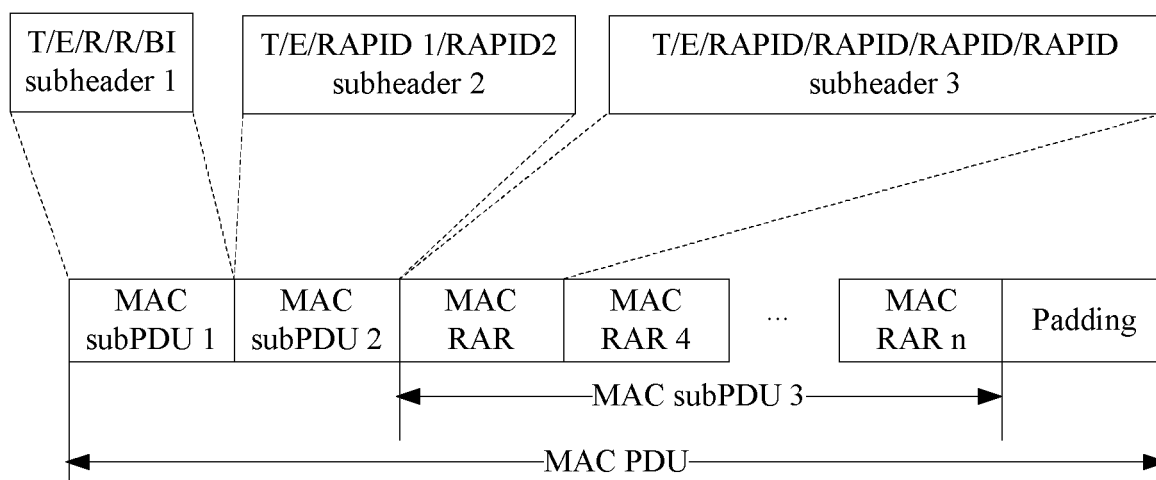 T/E/R/R/BI
subheader 1
T/E/RAPID 1/RAPID2
subheader 2
T/E/RAPID/RAPID/RAPID/RAPID
subheader 3
MAC
subPDU 1
MAC
subPDU 2
MAC
RAR
MAC
RAR 4
...
MAC
RAR n
Padding
MAC subPDU 3
MAC PDU